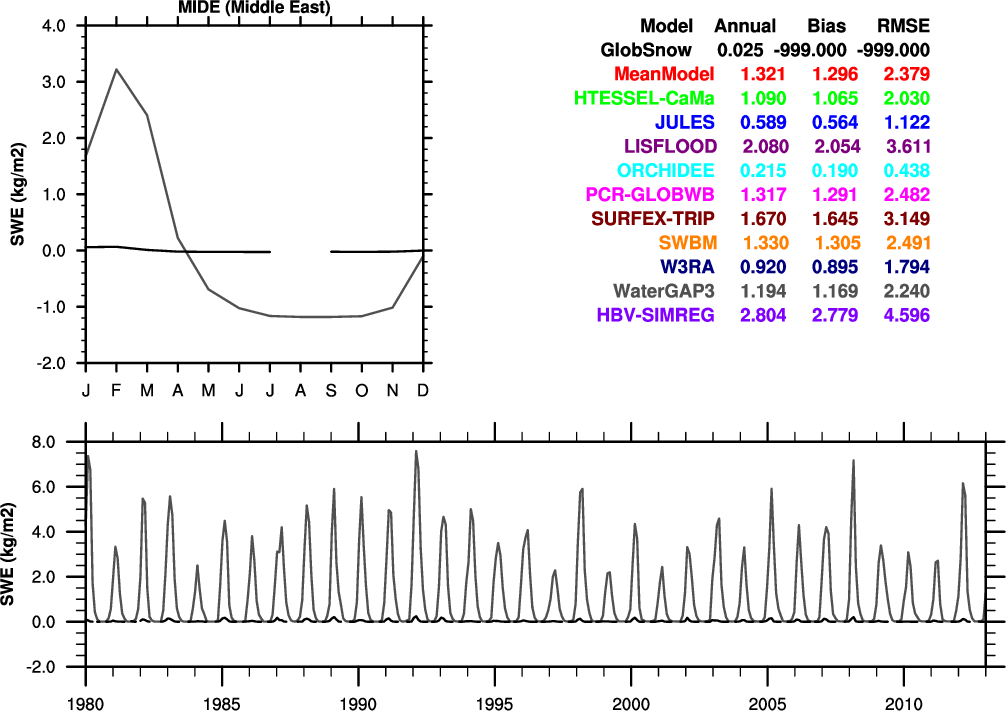 MIDE (Middle East)
4.0
3.0
2.0
1.0
0.0
-1.0
-2.0
SWE (kg/m2)
J F M A M J J A S O N D
Model Annual Bias RMSE
GlobSnow 0.025 -999.000 -999.000
MeanModel 1.321 1.296 2.379
HTESSEL-CaMa 1.090 1.065 2.030
JULES 0.589 0.564 1.122
LISFLOOD 2.080 2.054 3.611
ORCHIDEE 0.215 0.190 0.438
PCR-GLOBWB 1.317 1.291 2.482
SURFEX-TRIP 1.670 1.645 3.149
SWBM 1.330 1.305 2.491
W3RA 0.920 0.895 1.794
WaterGAP3 1.194 1.169 2.240
HBV-SIMREG 2.804 2.779 4.596
8.0
6.0
4.0
2.0
0.0
-2.0
SWE (kg/m2)
1980 1985 1990 1995 2000 2005 2010